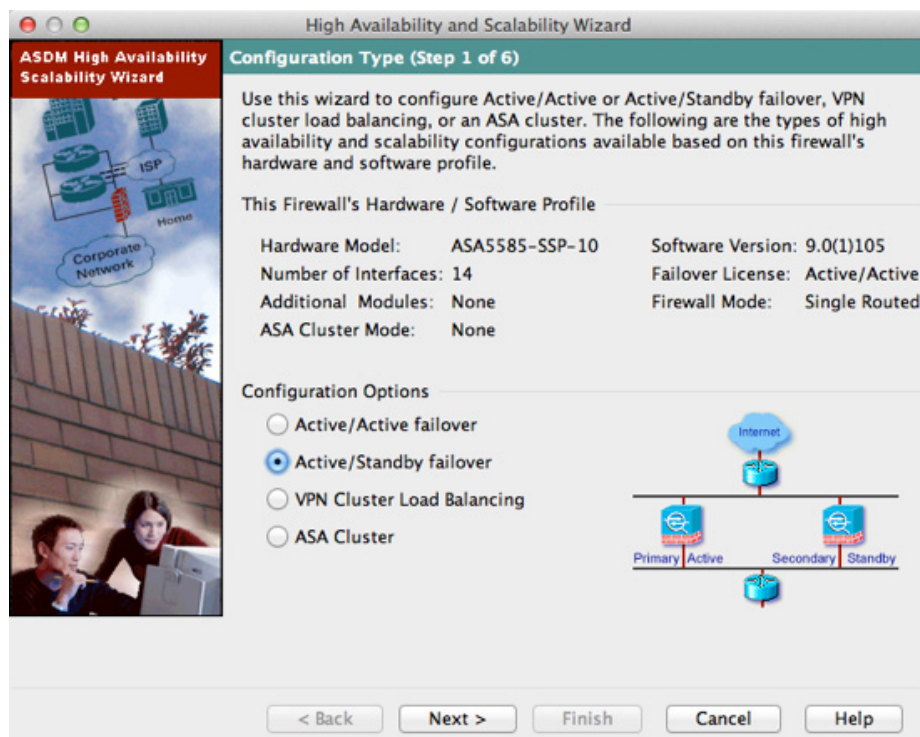 High Availability and Scalability Wizard
ASDM High Availability
Scalability Wizard
Configuration Type (Step 1 of 6)
Use this wizard to configure Active/Active or Active/Standby failover, VPN
cluster load balancing, or an ASA cluster. The following are the types of high
availability and scalability configurations available based on this firewall's
hardware and software profile.
ISP
Home
Corporate
Network
This Firewall's Hardware / Software Profile
Hardware Model: ASA5585-SSP-10 Software Version: 9.0(1)105
Number of Interfaces: 14 Failover License: Active/Active
Additional Modules: None Firewall Mode: Single Routed
ASA Cluster Mode: None
Configuration Options
Active/Active failover
Active/Standby failover
VPN Cluster Load Balancing
ASA Cluster
Internet
Primary Active Secondary Standby
< Back Next > Finish Cancel Help